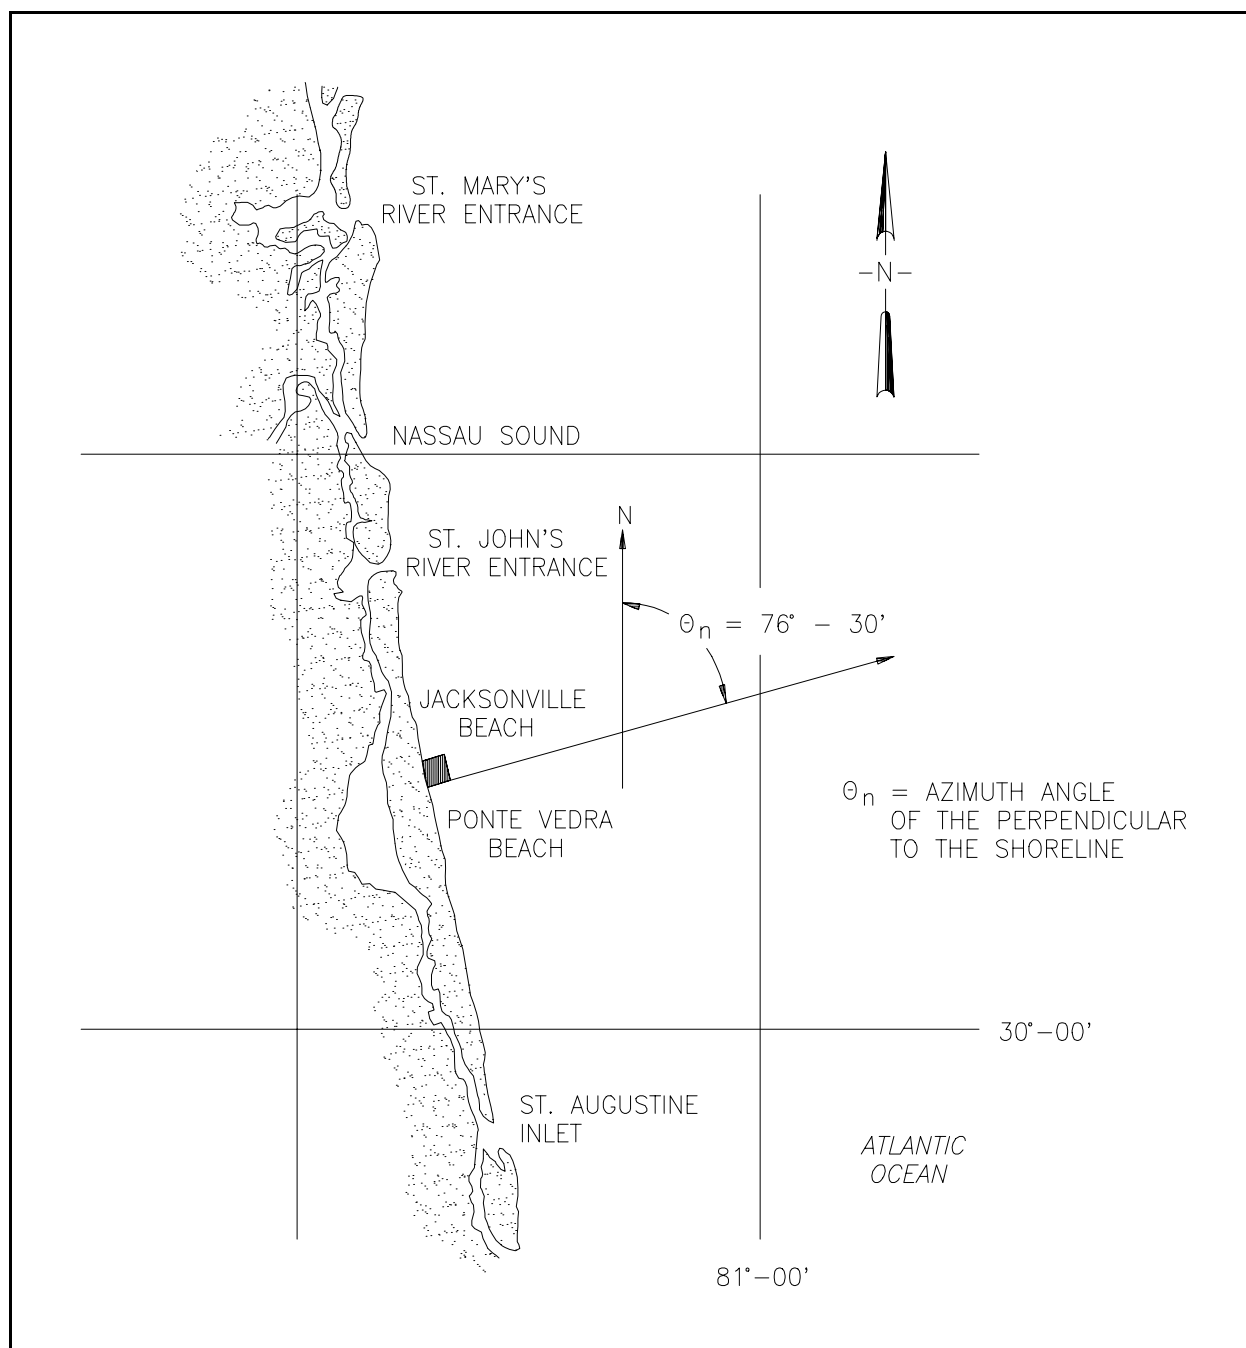 ST. MARY'S
RIVER ENTRANCE
-N-
NASSAU SOUND
N
ST. JOHN'S
RIVER ENTRANCE
Θn = 76° - 30'
JACKSONVILLE
BEACH
Θn = AZIMUTH ANGLE
OF THE PERPENDICULAR
TO THE SHORELINE
PONTE VEDRA
BEACH
30°-00'
ST. AUGUSTINE
INLET
ATLANTIC
OCEAN
81°-00'